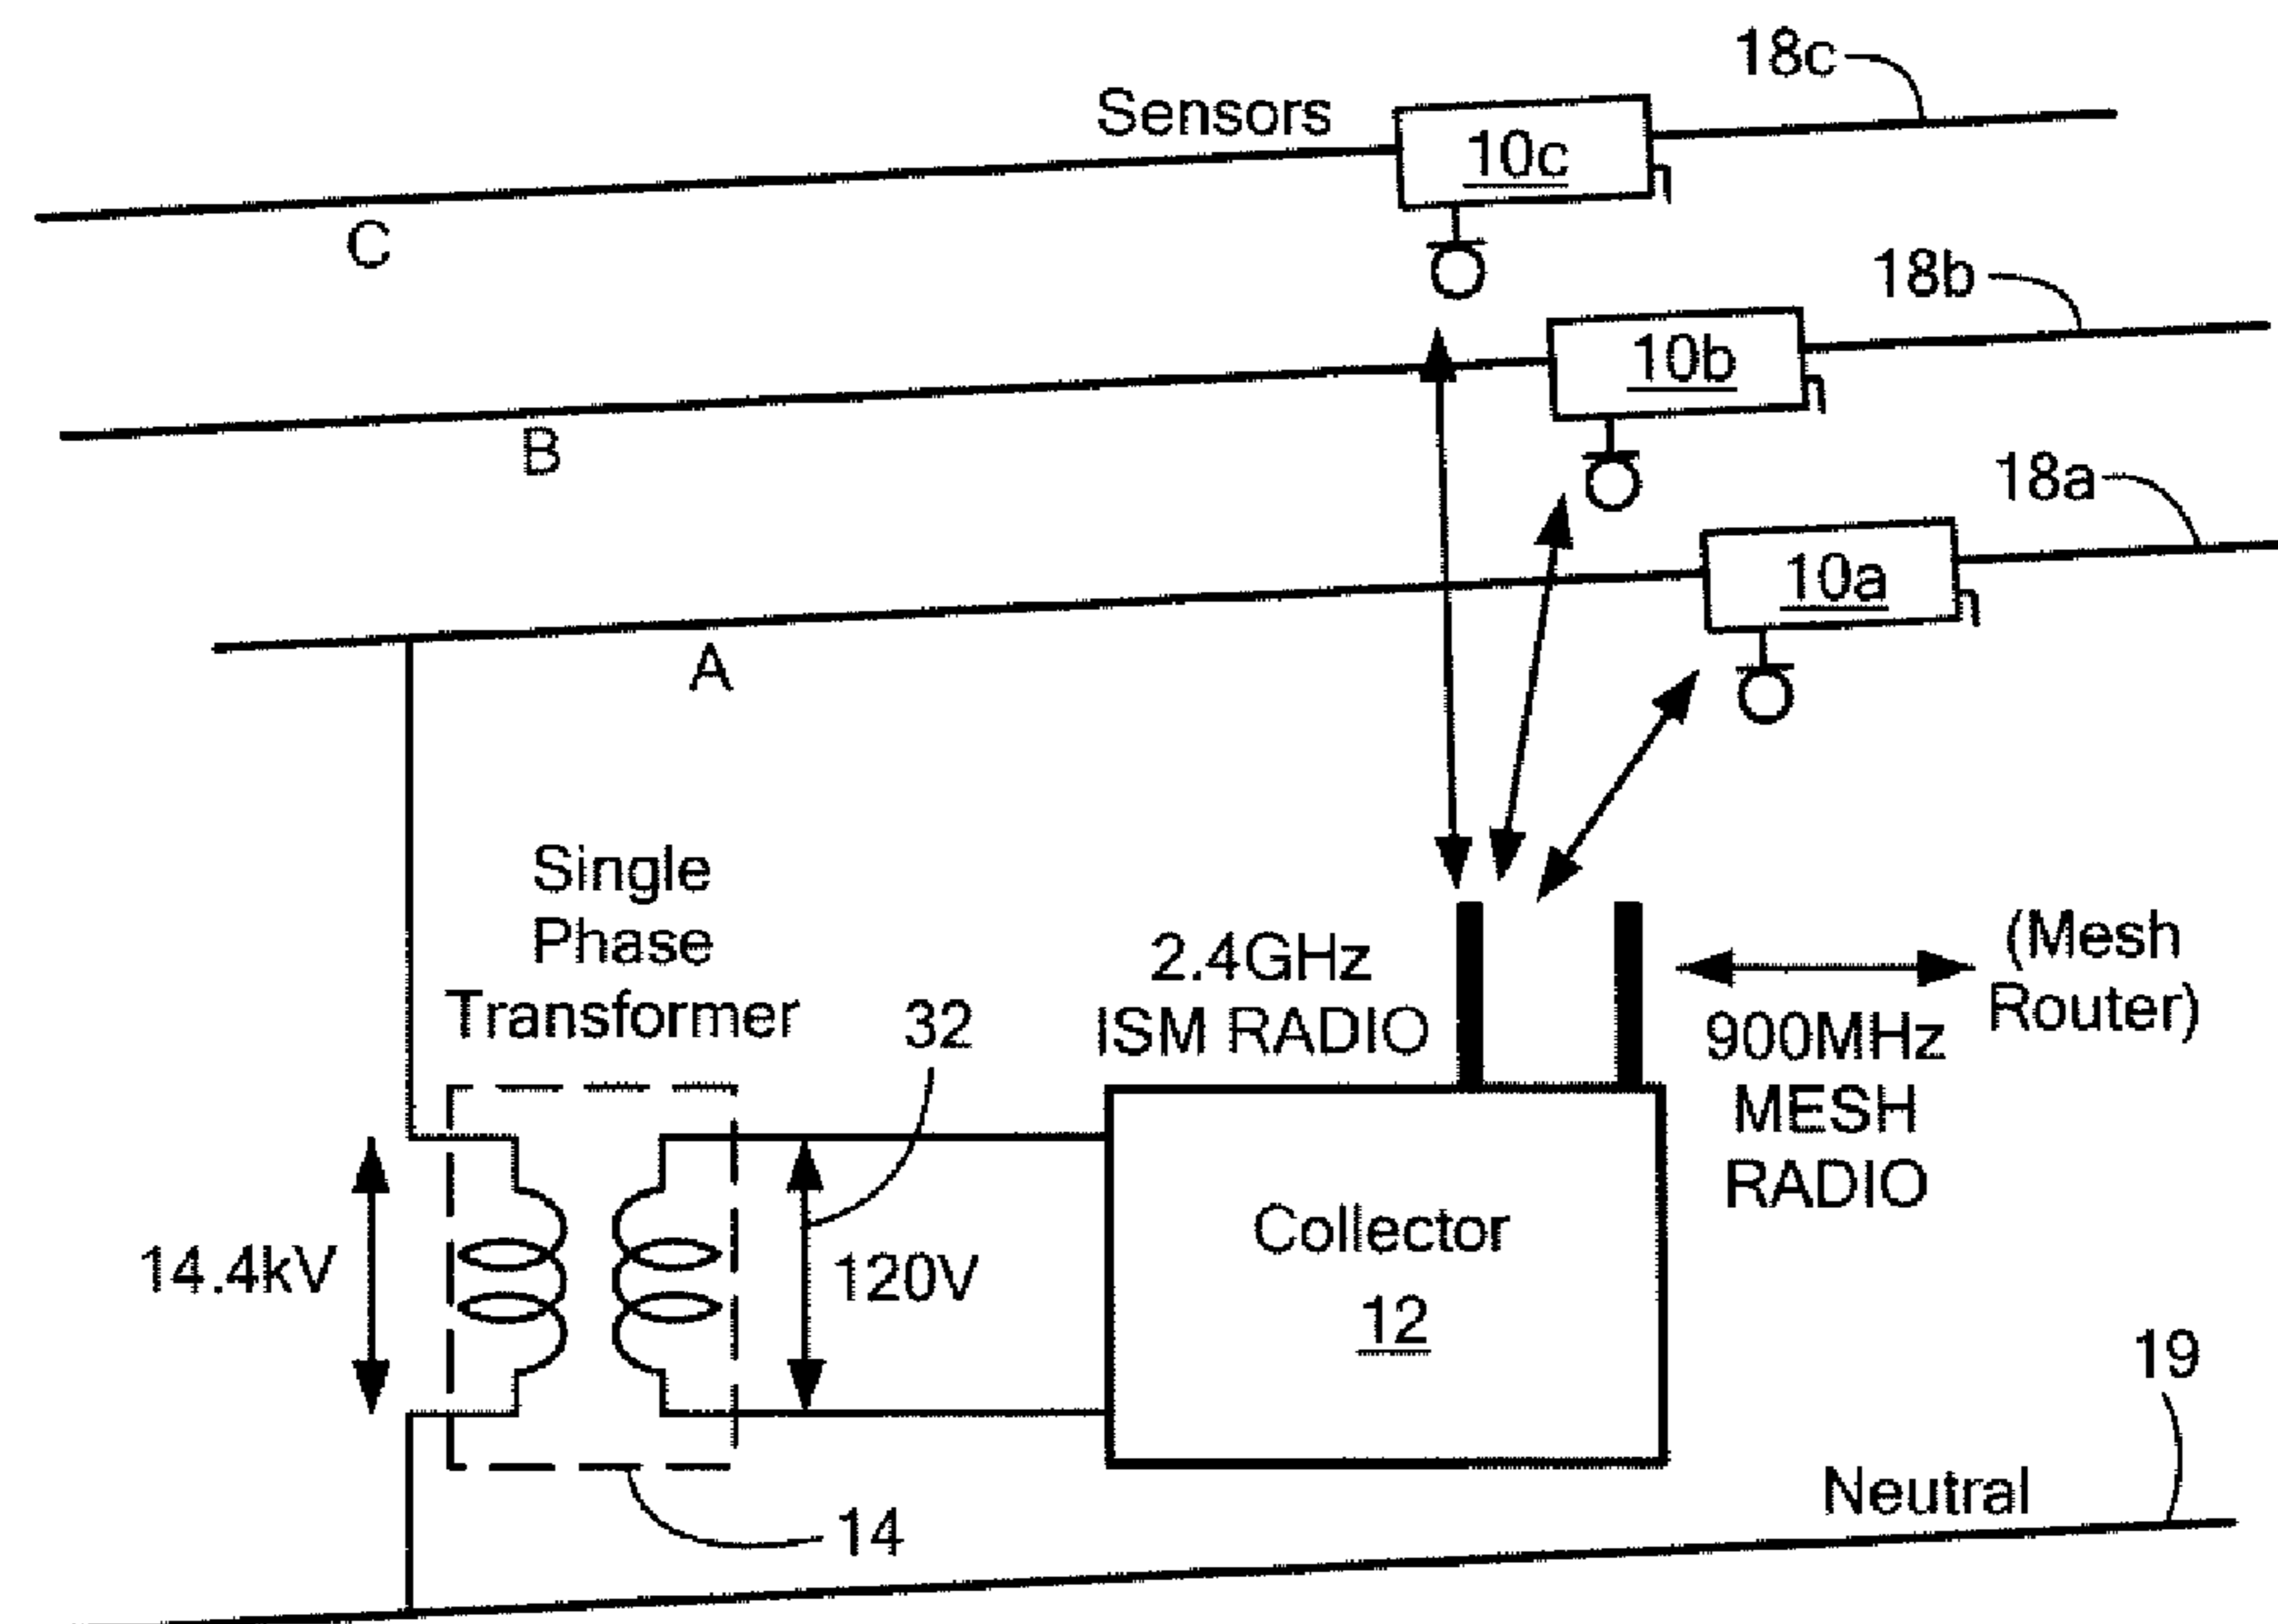 18c
Sensors
10c
C
18b
10b
B
18a
10a
A
Single
Phase
Transformer
32
2.4GHz
ISM RADIO
(Mesh
Router)
900MHz
MESH
RADIO
14.4kV
120V
Collector
12
19
Neutral
14